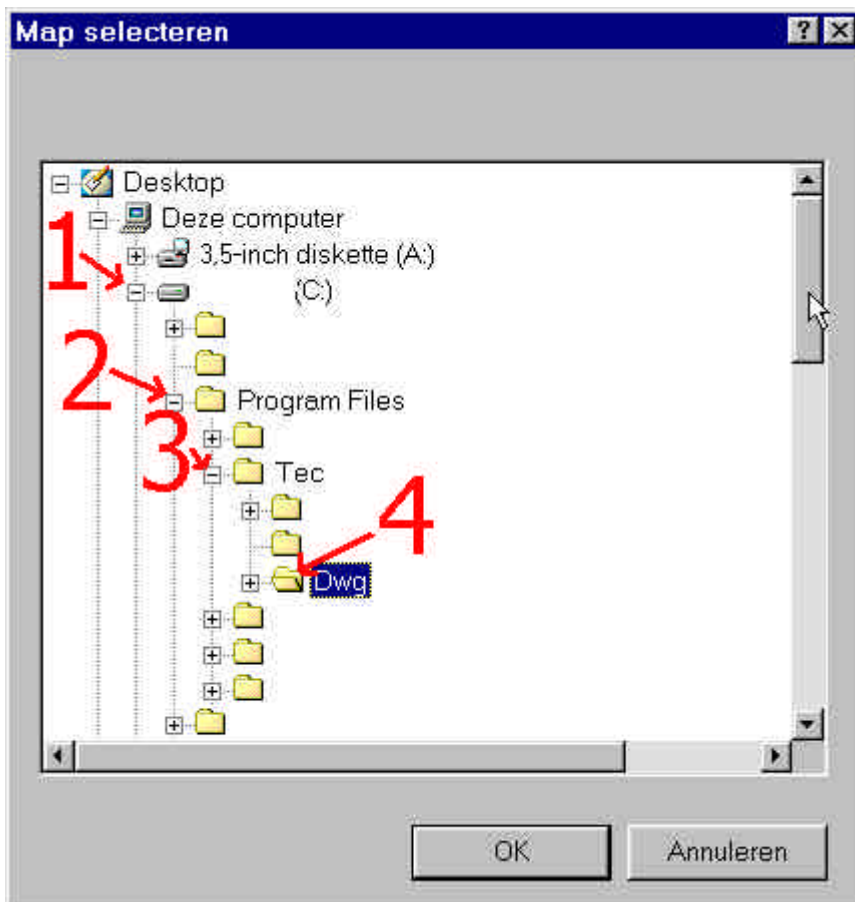 Map selecteren
Desktop
Deze computer
1
3,5-inch diskette (A:)
(C:)
2
Program Files
3
Tec
4
Dwg
OK Annuleren